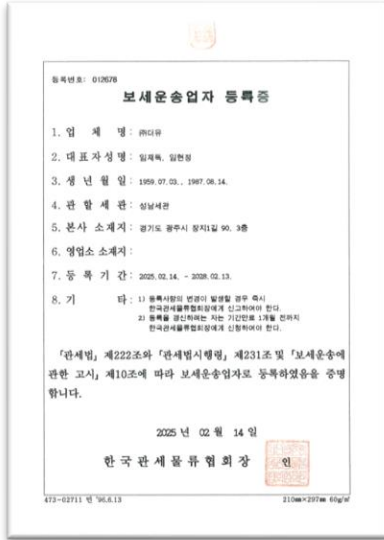 등록번호: 012678
보세운송업자 등록증
1. 업 체 명 : ㈜더유
2. 대표자성명 : 임재득, 임현정
3. 생 년 월 일 : 1959.07.03., 1987.08.14.
4. 관 할 세 관 : 성남세관
5. 본사 소재지 : 경기도 광주시 장지1길 90, 3층
6. 영업소 소재지 :
7. 등 록 기 간 : 2025.02.14. ~ 2028.02.13.
8. 기 타 : 1) 등록사항의 변경이 발생할 경우 즉시
한국관세물류협회장에게 신고하여야 한다.
2) 등록을 갱신하려는 자는 기간만료 1개월 전까지
한국관세물류협회장에게 신청하여야 한다.
「관세법」 제222조와 「관세법시행령」 제231조 및 「보세운송에
관한 고시」 제10조에 따라 보세운송업자로 등록하였음을 증명
합니다.
2025 년 02 월 14 일
한 국 관 세 물 류 협 회 장 인
473-02711 민 '96.6.13 210㎜×297㎜ 60g/㎡